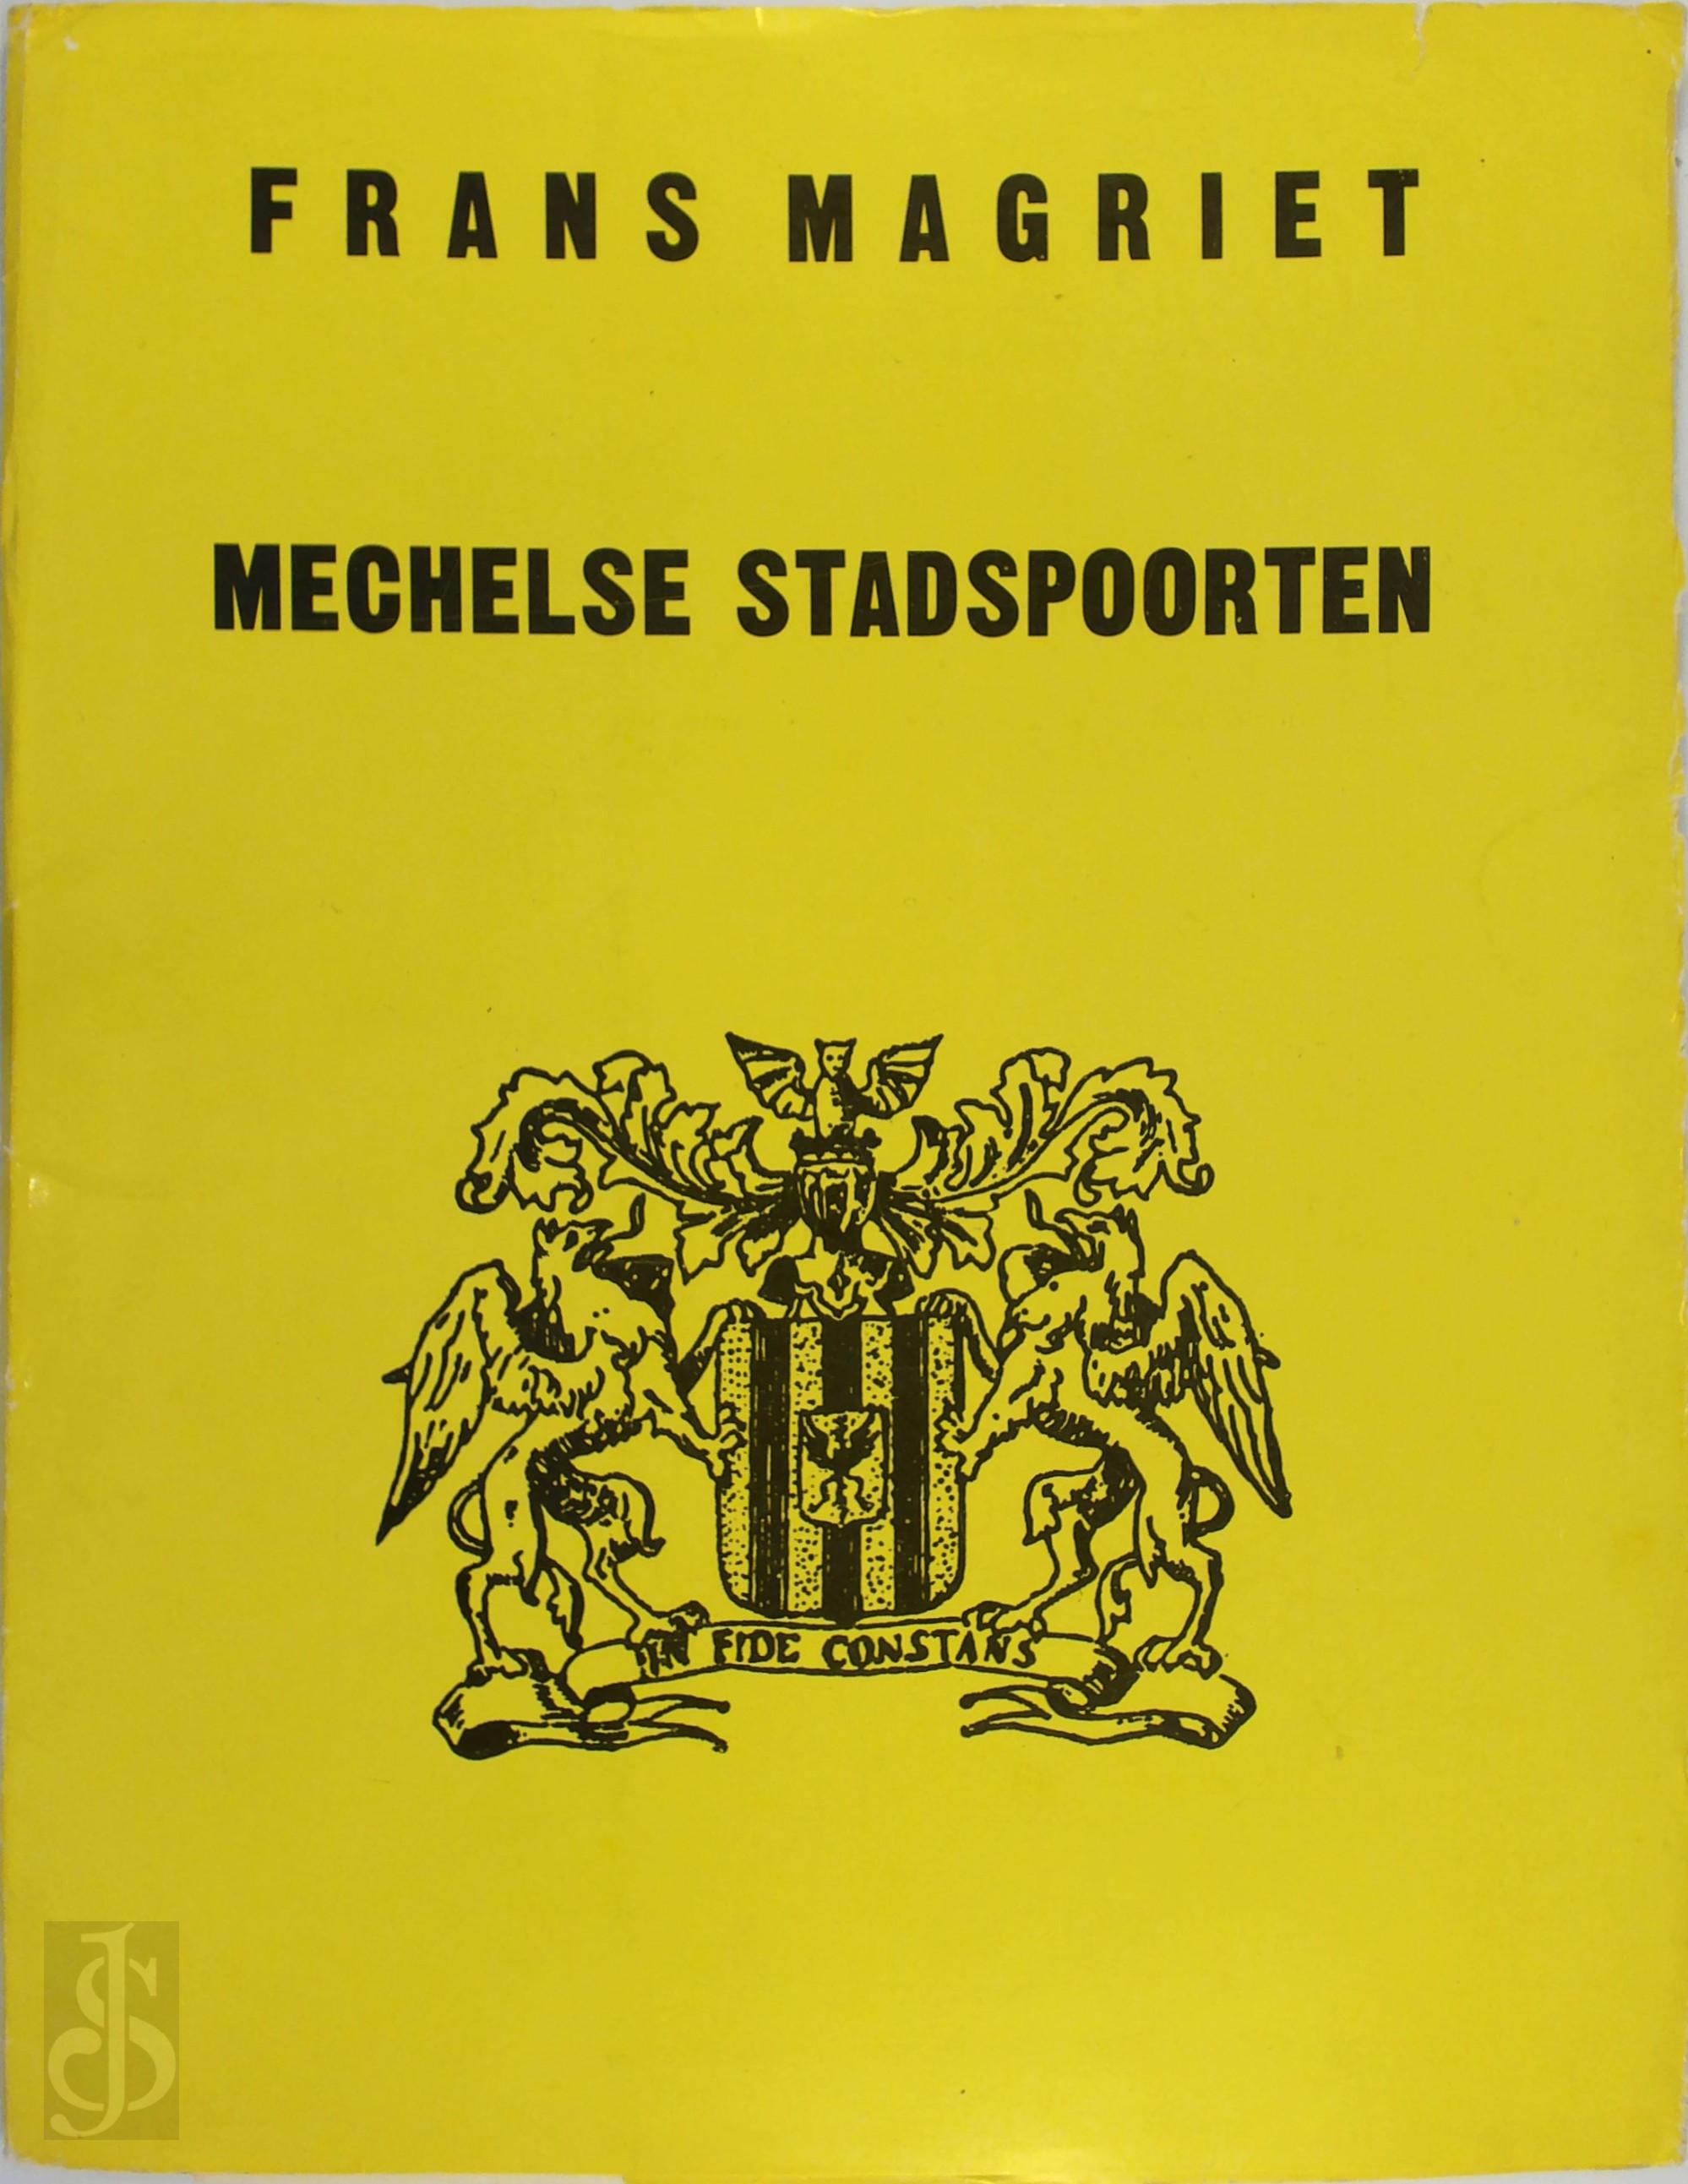 FRANS MAGRIET
MECHELSE STADSPOORTEN
IN FIDE CONSTANS